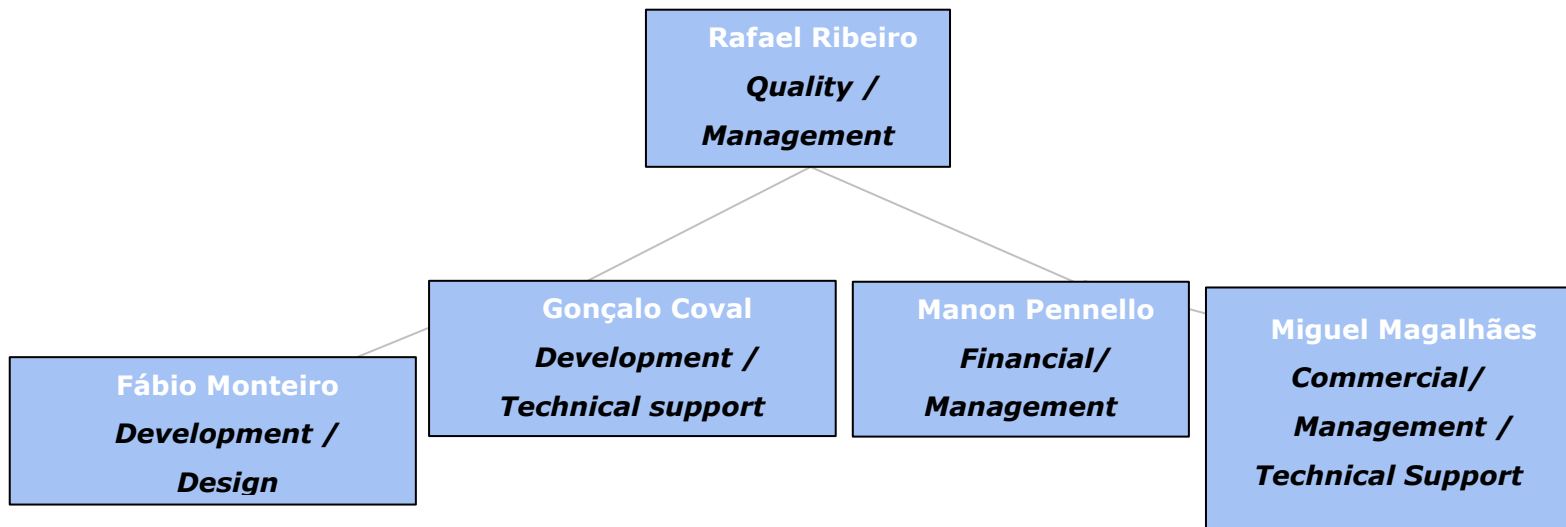 Rafael Ribeiro
Quality /
Management
Gonçalo Coval
Development /
Technical support
Manon Pennello
Financial/
Management
Miguel Magalhães
Commercial/
Management /
Technical Support
Fábio Monteiro
Development /
Design